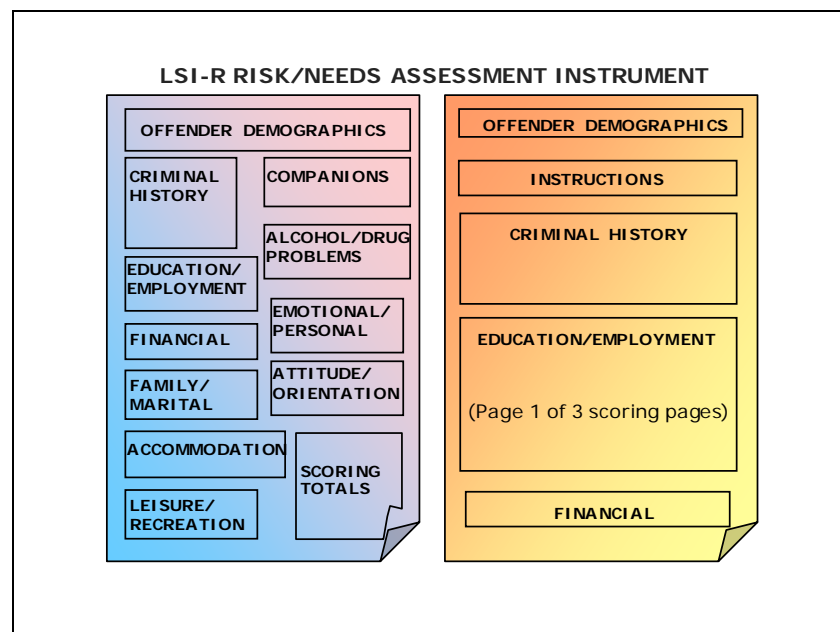 LSI-R RISK/NEEDS ASSESSMENT INSTRUMENT
OFFENDER DEMOGRAPHICS
CRIMINAL
HISTORY
EDUCATION/
EMPLOYMENT
FINANCIAL
FAMILY/
MARITAL
ACCOMMODATION
LEISURE/
RECREATION
COMPANIONS
ALCOHOL/DRUG
PROBLEMS
EMOTIONAL/
PERSONAL
ATTITUDE/
ORIENTATION
SCORING
TOTALS
OFFENDER DEMOGRAPHICS
INSTRUCTIONS
CRIMINAL HISTORY
EDUCATION/EMPLOYMENT
(Page 1 of 3 scoring pages)
FINANCIAL